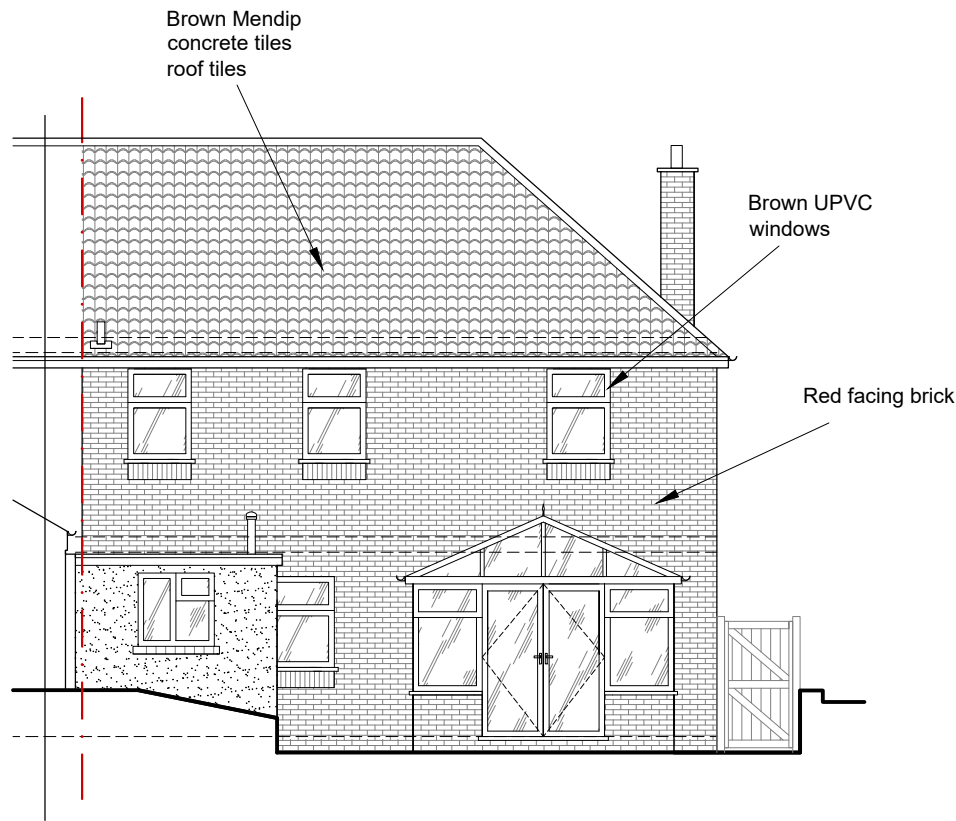 Brown Mendip
concrete tiles
roof tiles
Brown UPVC
windows
Red facing brick